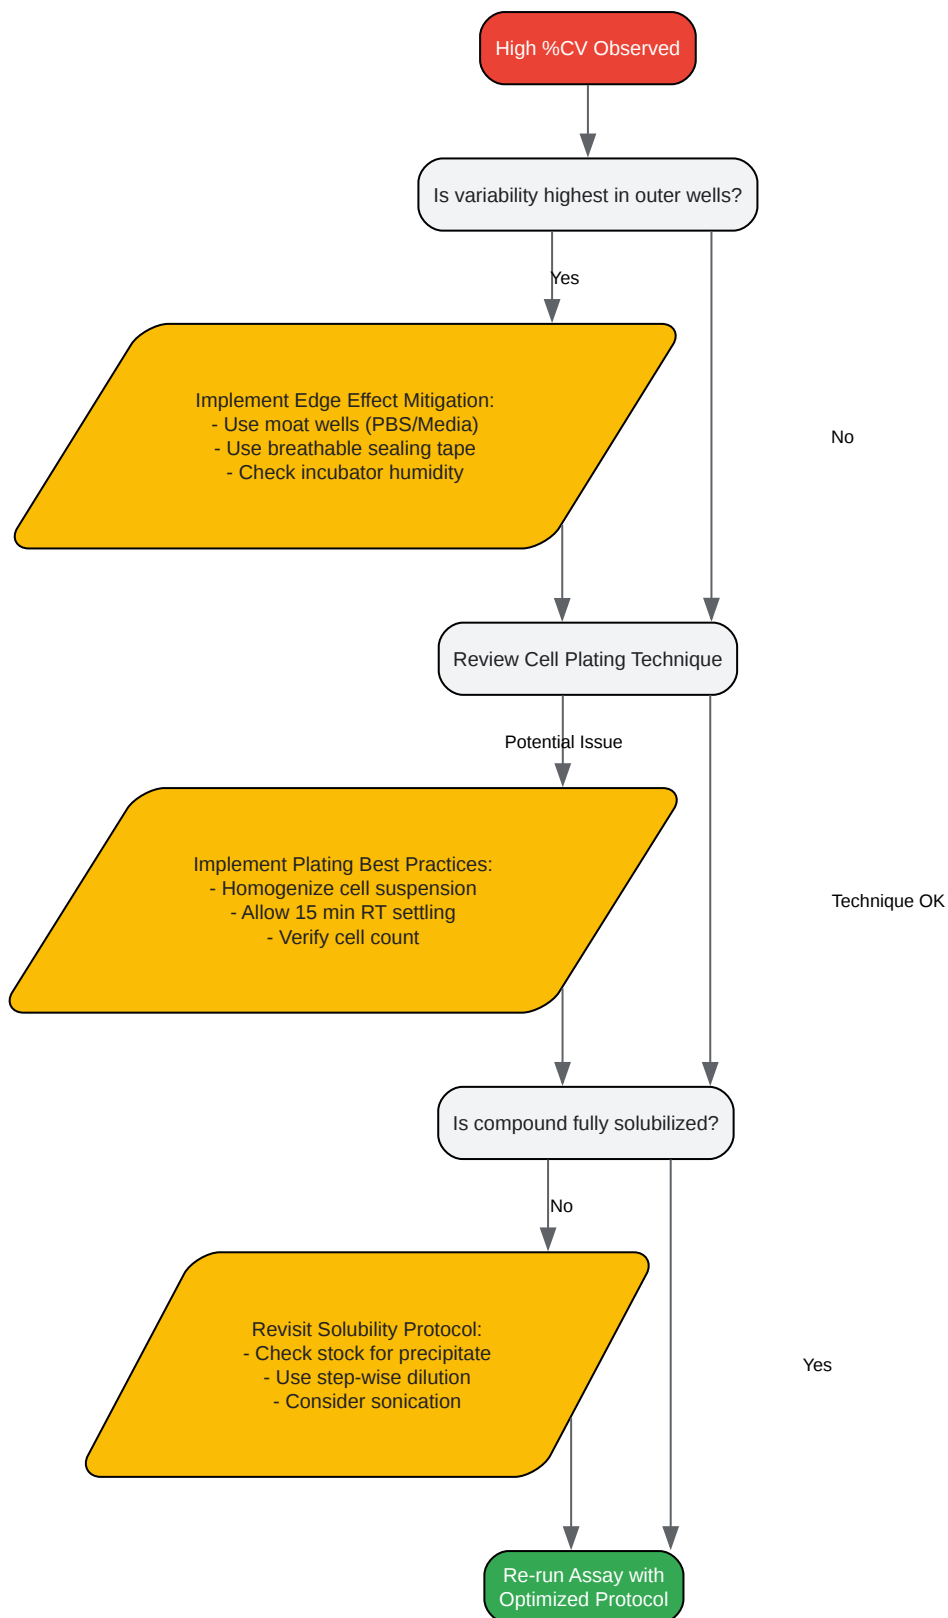 High %CV Observed
Is variability highest in outer wells?
Yes
Implement Edge Effect Mitigation:
- Use moat wells (PBS/Media)
- Use breathable sealing tape
- Check incubator humidity
No
Review Cell Plating Technique
Potential Issue
Implement Plating Best Practices:
- Homogenize cell suspension
- Allow 15 min RT settling
- Verify cell count
Technique OK
Is compound fully solubilized?
No
Revisit Solubility Protocol:
- Check stock for precipitate
- Use step-wise dilution
- Consider sonication
Yes
Re-run Assay with
Optimized Protocol